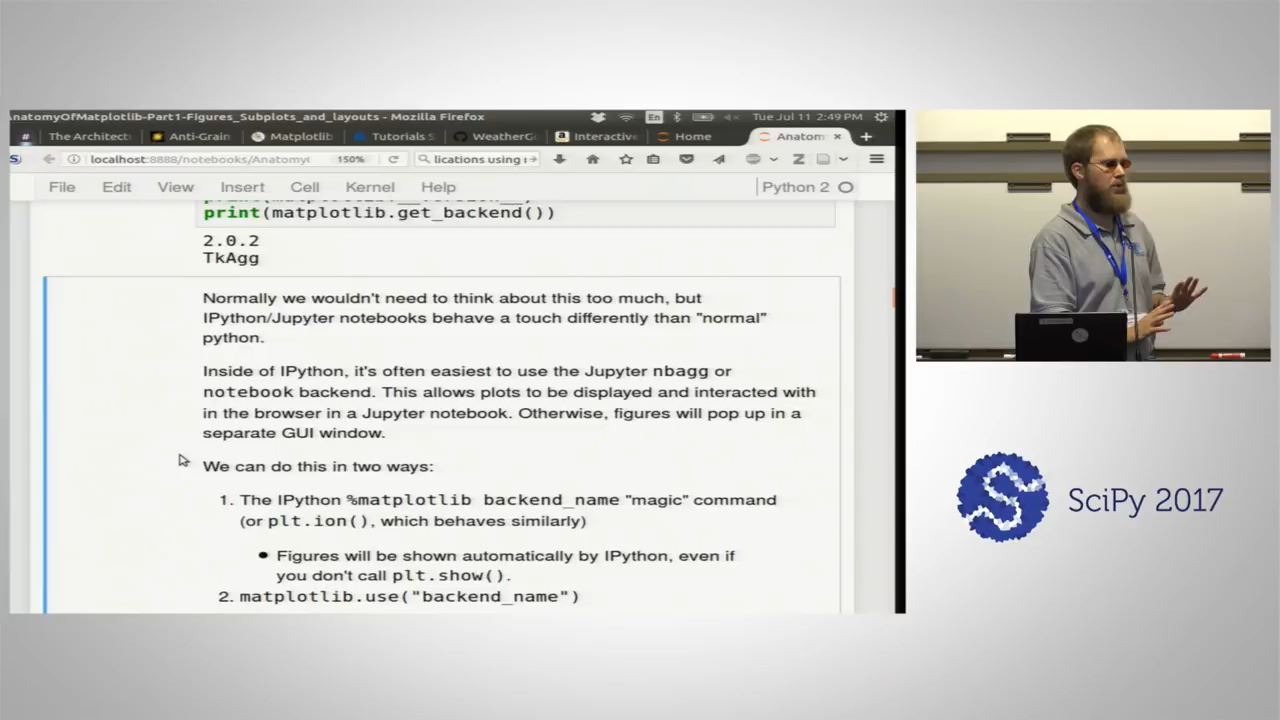 AnatomyOfMatplotlib-Part1-Figures_Subplots_and_layouts - Mozilla Firefox
En
Tue Jul 11 2:49 PM
The Architect
Anti-Grain
Matplotlib
Tutorials S
WeatherGe
Interactive
Home
Anatom
localhost:8888/notebooks/Anatomy
150%
lications using
File Edit View Insert Cell Kernel Help
Python 2
print(matplotlib.__version__)
print(matplotlib.get_backend())
2.0.2
TkAgg
Normally we wouldn't need to think about this too much, but
IPython/Jupyter notebooks behave a touch differently than "normal"
python.
Inside of IPython, it's often easiest to use the Jupyter nbagg or
notebook backend. This allows plots to be displayed and interacted with
in the browser in a Jupyter notebook. Otherwise, figures will pop up in a
separate GUI window.
We can do this in two ways:
1. The IPython %matplotlib backend_name "magic" command
(or plt.ion(), which behaves similarly)
● Figures will be shown automatically by IPython, even if
you don't call plt.show().
2. matplotlib.use("backend_name")
SciPy 2017